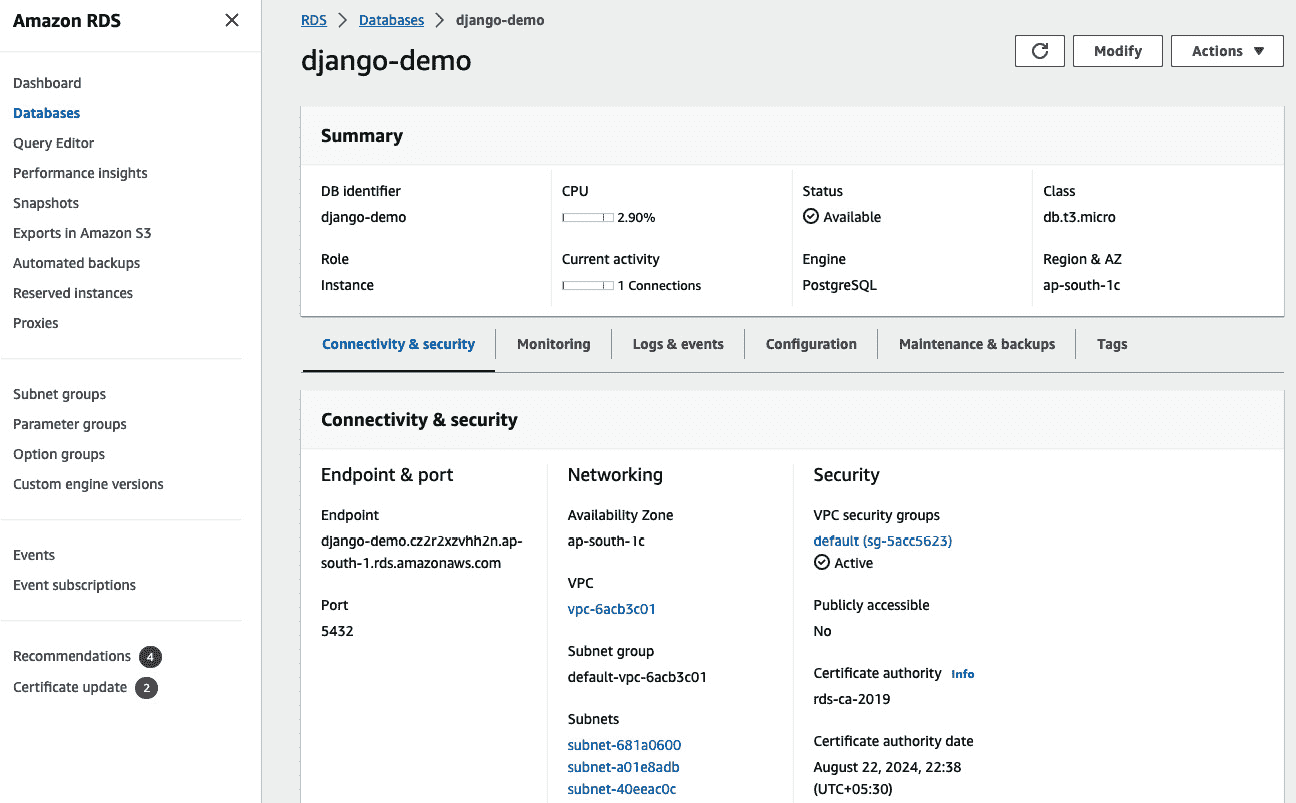 Amazon RDS
Dashboard
Databases
Query Editor
Performance insights
Snapshots
Exports in Amazon S3
Automated backups
Reserved instances
Proxies
Subnet groups
Parameter groups
Option groups
Custom engine versions
Events
Event subscriptions
Recommendations 4
Certificate update 2
RDS > Databases > django-demo
django-demo
Modify
Actions
Summary
DB identifier
django-demo
CPU
2.90%
Status
Available
Class
db.t3.micro
Role
Instance
Current activity
1 Connections
Engine
PostgreSQL
Region & AZ
ap-south-1c
Connectivity & security
Monitoring
Logs & events
Configuration
Maintenance & backups
Tags
Connectivity & security
Endpoint & port
Endpoint
django-demo.cz2r2xzvhh2n.ap-
south-1.rds.amazonaws.com
Port
5432
Networking
Availability Zone
ap-south-1c
VPC
vpc-6acb3c01
Subnet group
default-vpc-6acb3c01
Subnets
subnet-681a0600
subnet-a01e8adb
subnet-40eeac0c
Security
VPC security groups
default (sg-5acc5623)
Active
Publicly accessible
No
Certificate authority Info
rds-ca-2019
Certificate authority date
August 22, 2024, 22:38
(UTC+05:30)